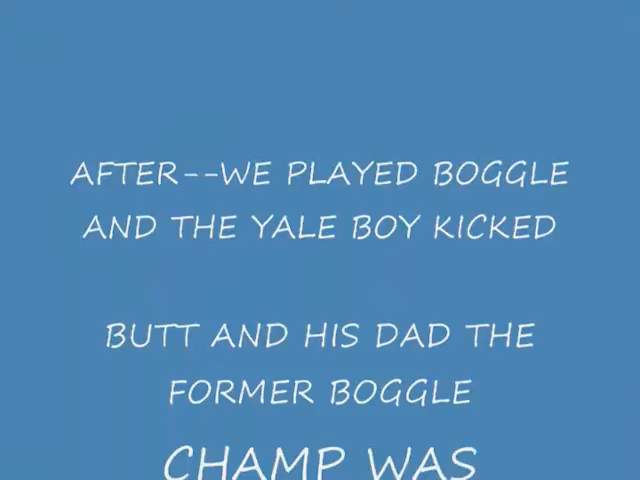 AFTER--WE PLAYED BOGGLE
AND THE YALE BOY KICKED
BUTT AND HIS DAD THE
FORMER BOGGLE
CHAMP WAS